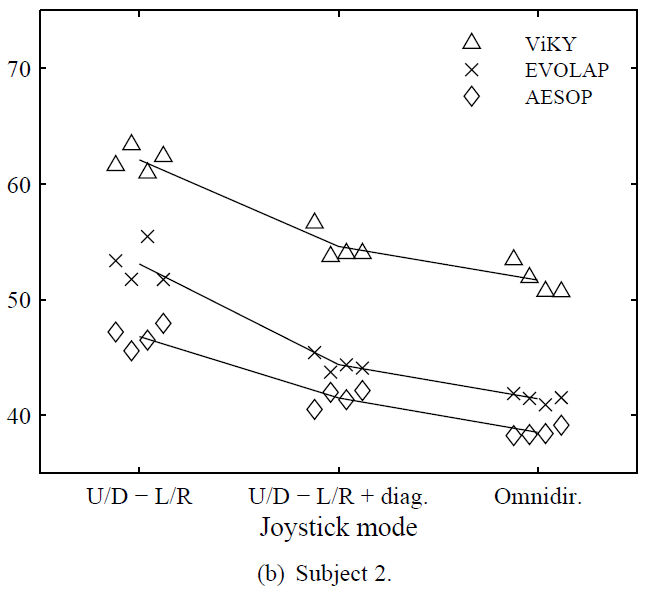 70
60
50
40
ViKY
EVOLAP
AESOP
U/D − L/R
U/D − L/R + diag.
Omnidir.
Joystick mode
(b) Subject 2.